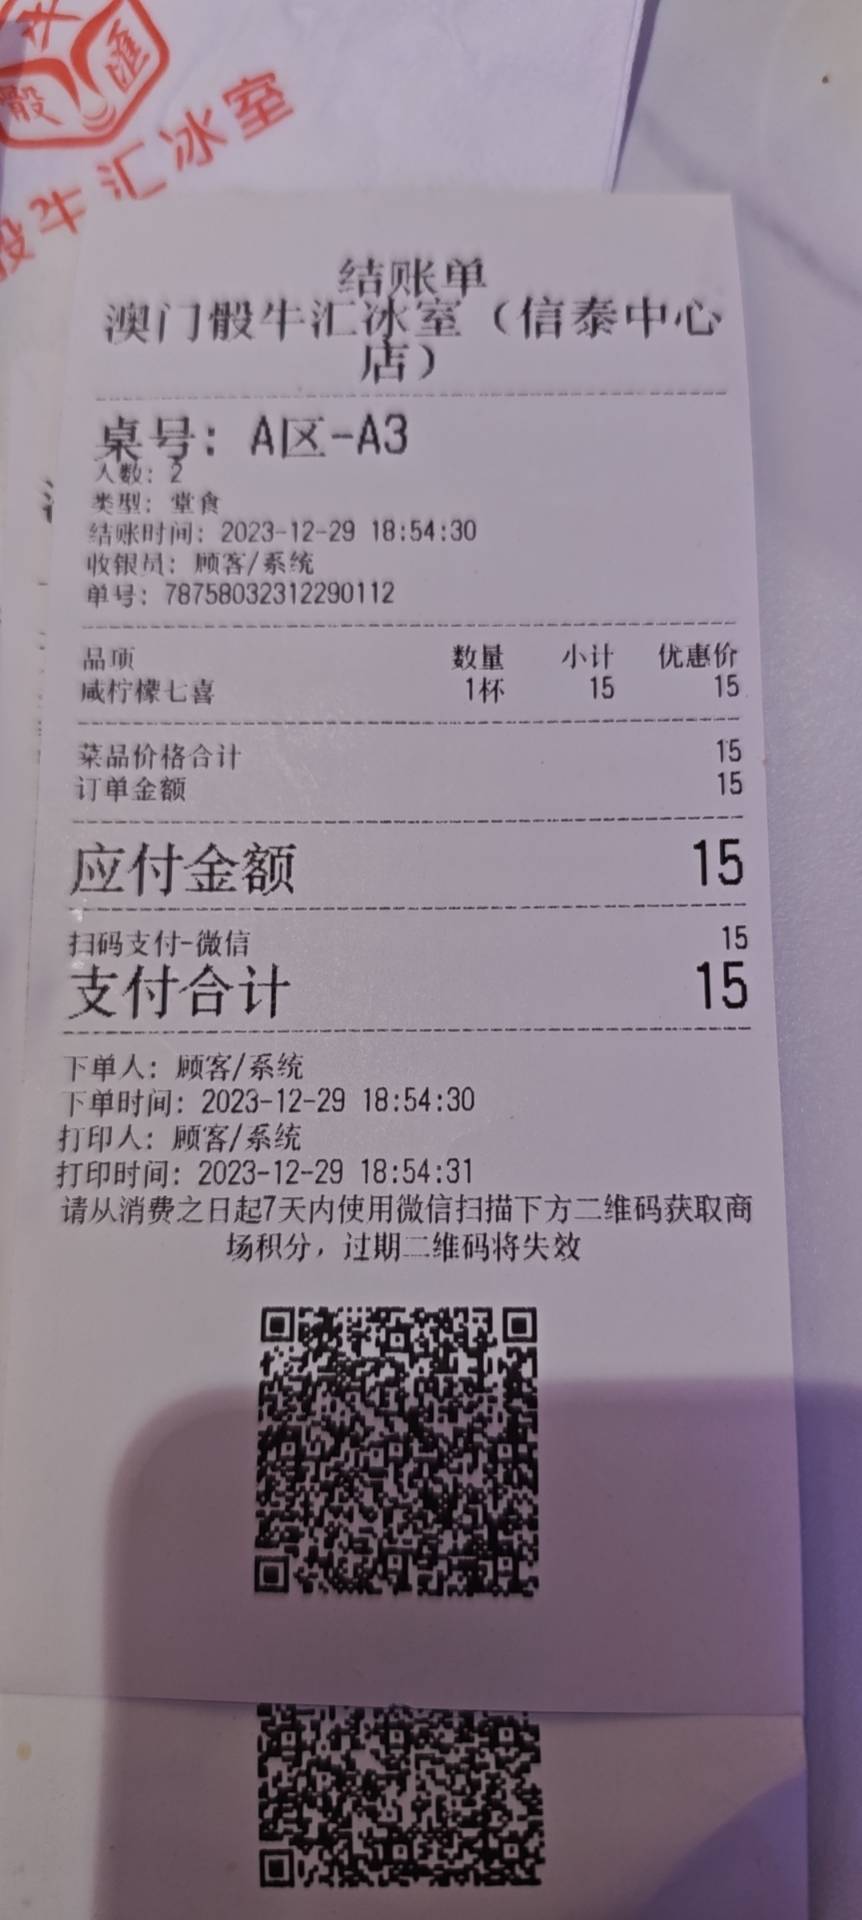 骰 匯
骰牛汇冰室
结账单
澳门骰牛汇冰室（信泰中心
店）
桌号：A区-A3
人数：2
类型：堂食
结账时间：2023-12-29 18:54:30
收银员：顾客/系统
单号：78758032312290112
品项 数量 小计 优惠价
咸柠檬七喜 1杯 15 15
菜品价格合计 15
订单金额 15
应付金额 15
扫码支付-微信 15
支付合计 15
下单人：顾客/系统
下单时间：2023-12-29 18:54:30
打印人：顾客/系统
打印时间：2023-12-29 18:54:31
请从消费之日起7天内使用微信扫描下方二维码获取商
场积分，过期二维码将失效